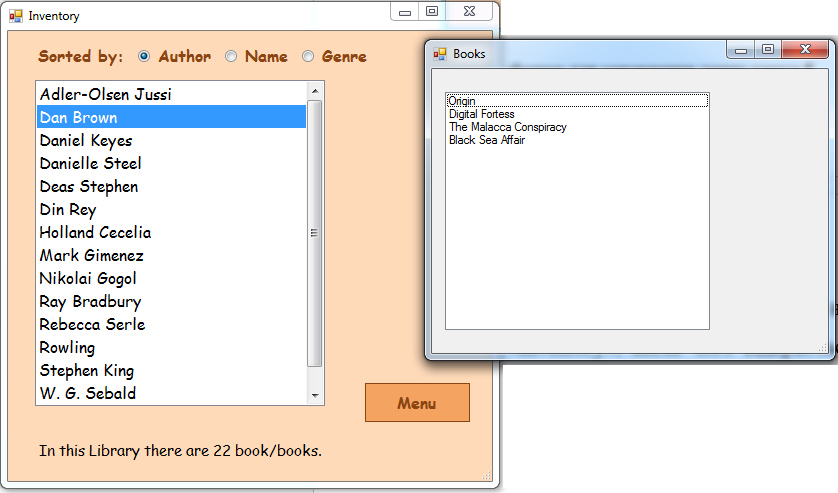 Inventory
Sorted by: Author Name Genre
Adler-Olsen Jussi
Dan Brown
Daniel Keyes
Danielle Steel
Deas Stephen
Din Rey
Holland Cecelia
Mark Gimenez
Nikolai Gogol
Ray Bradbury
Rebecca Serle
Rowling
Stephen King
W. G. Sebald
Menu
In this Library there are 22 book/books.
Books
Origin
Digital Fortess
The Malacca Conspiracy
Black Sea Affair